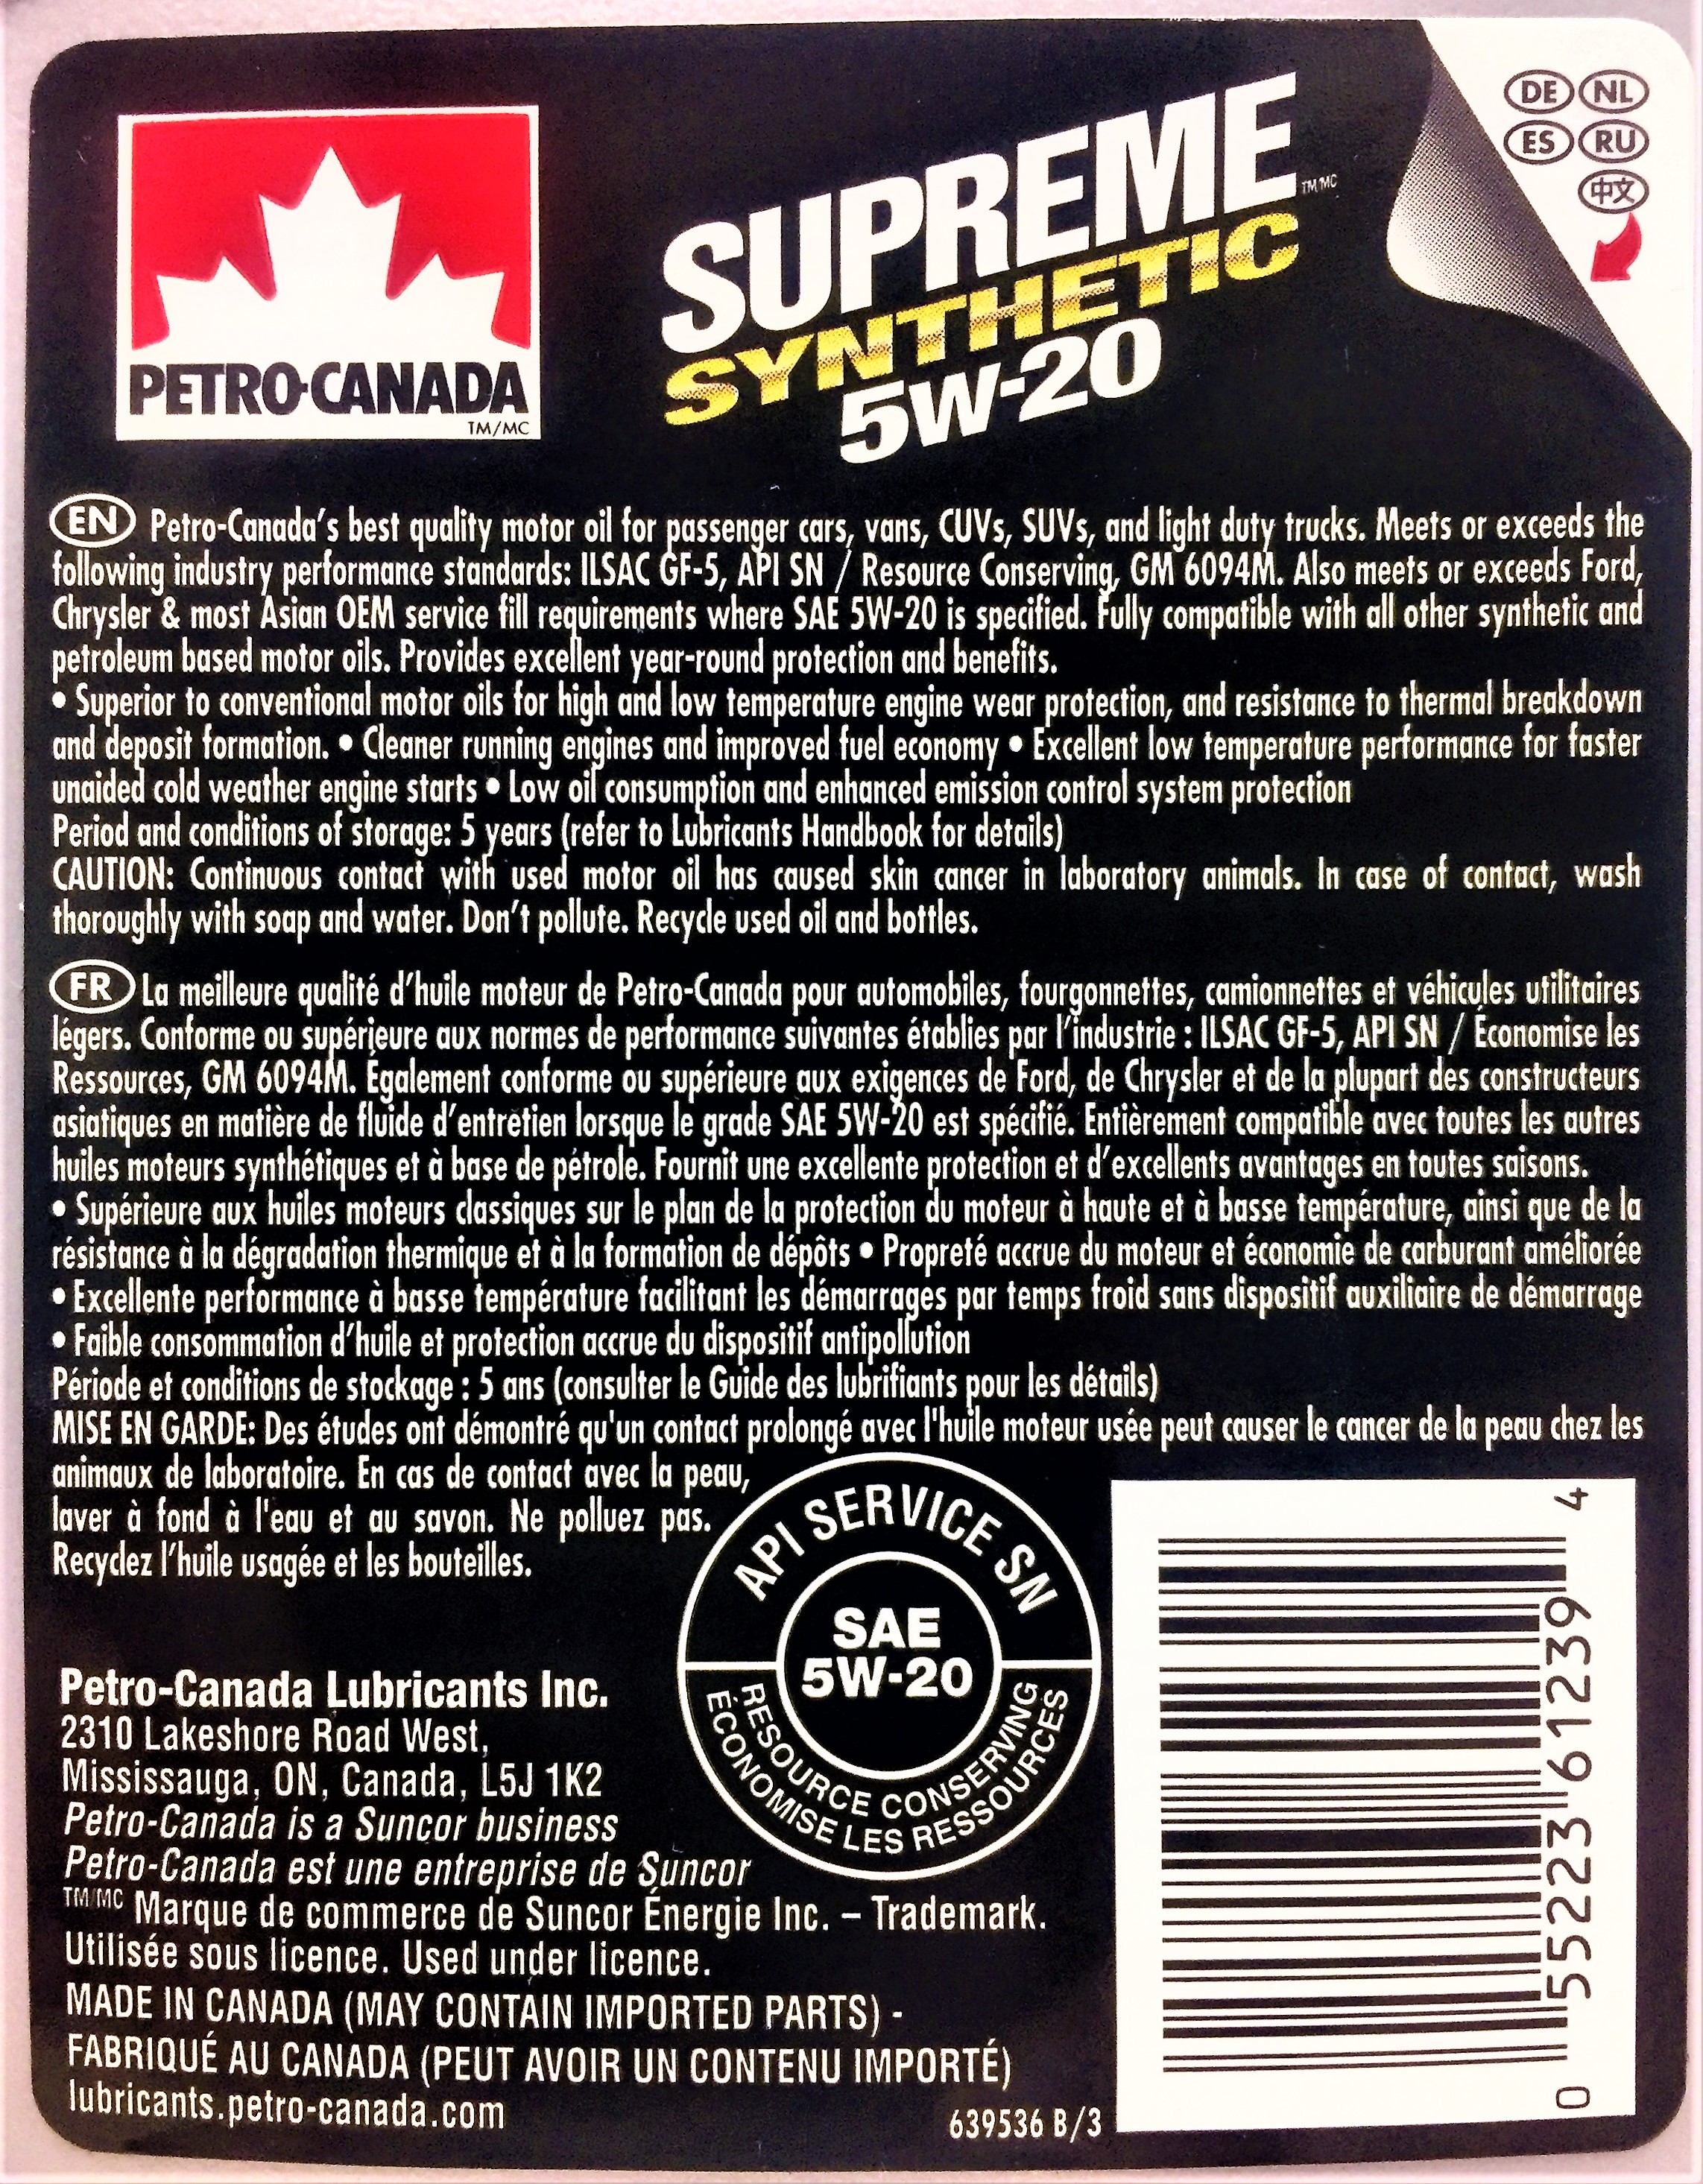 DE NL
ES RU
中文
PETRO-CANADA
TM/MC
SUPREME
TM/MC
SYNTHETIC
5W-20
EN Petro-Canada's best quality motor oil for passenger cars, vans, CUVs, SUVs, and light duty trucks. Meets or exceeds the
following industry performance standards: ILSAC GF-5, API SN / Resource Conserving, GM 6094M. Also meets or exceeds Ford,
Chrysler & most Asian OEM service fill requirements where SAE 5W-20 is specified. Fully compatible with all other synthetic and
petroleum based motor oils. Provides excellent year-round protection and benefits.
• Superior to conventional motor oils for high and low temperature engine wear protection, and resistance to thermal breakdown
and deposit formation. • Cleaner running engines and improved fuel economy • Excellent low temperature performance for faster
unaided cold weather engine starts • Low oil consumption and enhanced emission control system protection
Period and conditions of storage: 5 years (refer to Lubricants Handbook for details)
CAUTION: Continuous contact with used motor oil has caused skin cancer in laboratory animals. In case of contact, wash
thoroughly with soap and water. Don't pollute. Recycle used oil and bottles.
FR La meilleure qualité d'huile moteur de Petro-Canada pour automobiles, fourgonnettes, camionnettes et véhicules utilitaires
légers. Conforme ou supérieure aux normes de performance suivantes établies par l'industrie : ILSAC GF-5, API SN / Économise les
Ressources, GM 6094M. Également conforme ou supérieure aux exigences de Ford, de Chrysler et de la plupart des constructeurs
asiatiques en matière de fluide d'entretien lorsque le grade SAE 5W-20 est spécifié. Entièrement compatible avec toutes les autres
huiles moteurs synthétiques et à base de pétrole. Fournit une excellente protection et d'excellents avantages en toutes saisons.
• Supérieure aux huiles moteurs classiques sur le plan de la protection du moteur à haute et à basse température, ainsi que de la
résistance à la dégradation thermique et à la formation de dépôts • Propreté accrue du moteur et économie de carburant améliorée
• Excellente performance à basse température facilitant les démarrages par temps froid sans dispositif auxiliaire de démarrage
• Faible consommation d'huile et protection accrue du dispositif antipollution
Période et conditions de stockage : 5 ans (consulter le Guide des lubrifiants pour les détails)
MISE EN GARDE: Des études ont démontré qu'un contact prolongé avec l'huile moteur usée peut causer le cancer de la peau chez les
animaux de laboratoire. En cas de contact avec la peau,
laver à fond à l'eau et au savon. Ne polluez pas.
Recyclez l'huile usagée et les bouteilles.
API SERVICE SN
SAE
5W-20
RESOURCE CONSERVING
ÉCONOMISE LES RESSOURCES
Petro-Canada Lubricants Inc.
2310 Lakeshore Road West,
Mississauga, ON, Canada, L5J 1K2
Petro-Canada is a Suncor business
Petro-Canada est une entreprise de Suncor
TM/MC Marque de commerce de Suncor Énergie Inc. – Trademark.
Utilisée sous licence. Used under licence.
MADE IN CANADA (MAY CONTAIN IMPORTED PARTS) -
FABRIQUÉ AU CANADA (PEUT AVOIR UN CONTENU IMPORTÉ)
lubricants.petro-canada.com
639536 B/3
0 55223 61239 4